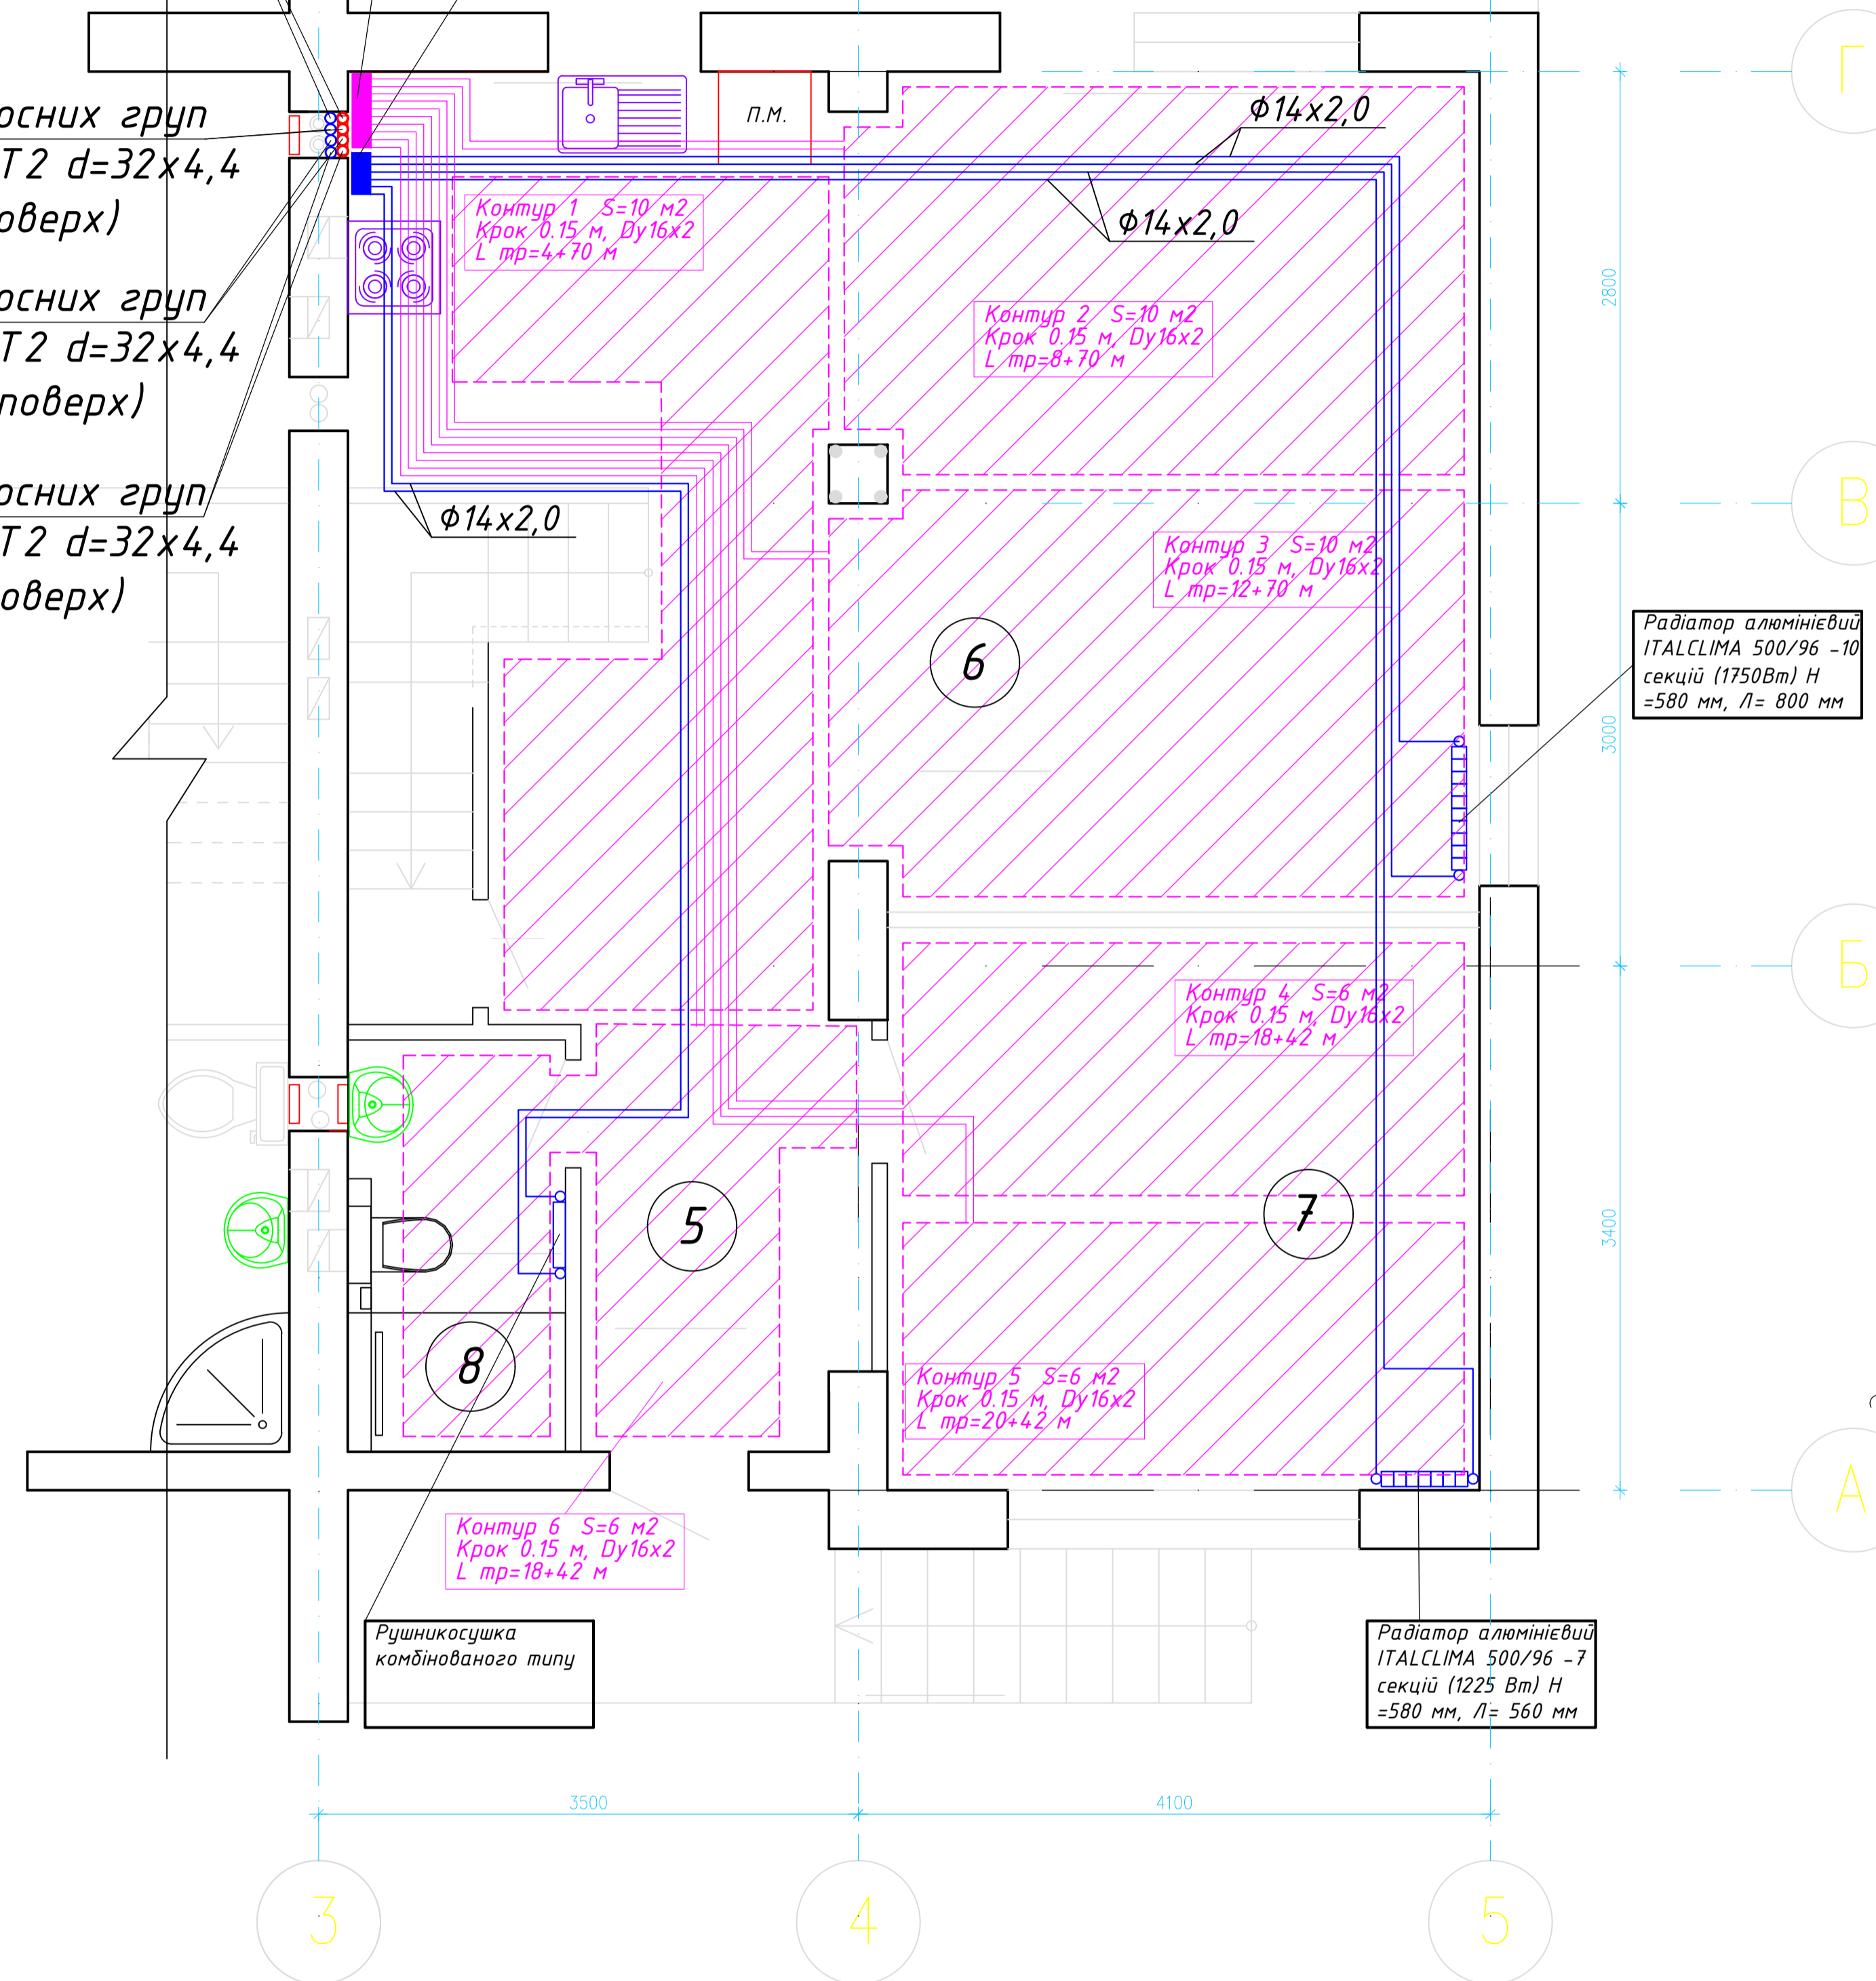 осних груп
Т2 d=32х4,4
оверх)
осних груп
Т2 d=32х4,4
поверх)
осних груп
Т2 d=32х4,4
оверх)
П.М.
Ф14х2,0
Ф14х2,0
Ф14х2,0
Контур 1 S=10 м2
Крок 0.15 м, Dу16х2
L тр=4+70 м
Контур 2 S=10 м2
Крок 0.15 м, Dу16х2
L тр=8+70 м
Контур 3 S=10 м2
Крок 0.15 м, Dу16х2
L тр=12+70 м
6
Радіатор алюмінієвий
ITALCLIMA 500/96 -10
секцій (1750Вт) Н
=580 мм, Л= 800 мм
Контур 4 S=6 м2
Крок 0.15 м, Dу16х2
L тр=18+42 м
5
7
8
Контур 5 S=6 м2
Крок 0.15 м, Dу16х2
L тр=20+42 м
Контур 6 S=6 м2
Крок 0.15 м, Dу16х2
L тр=18+42 м
Рушникосушка
комбінованого типу
Радіатор алюмінієвий
ITALCLIMA 500/96 -7
секцій (1225 Вт) Н
=580 мм, Л= 560 мм
2800
3000
3400
3500
4100
Г
В
Б
А
3
4
5